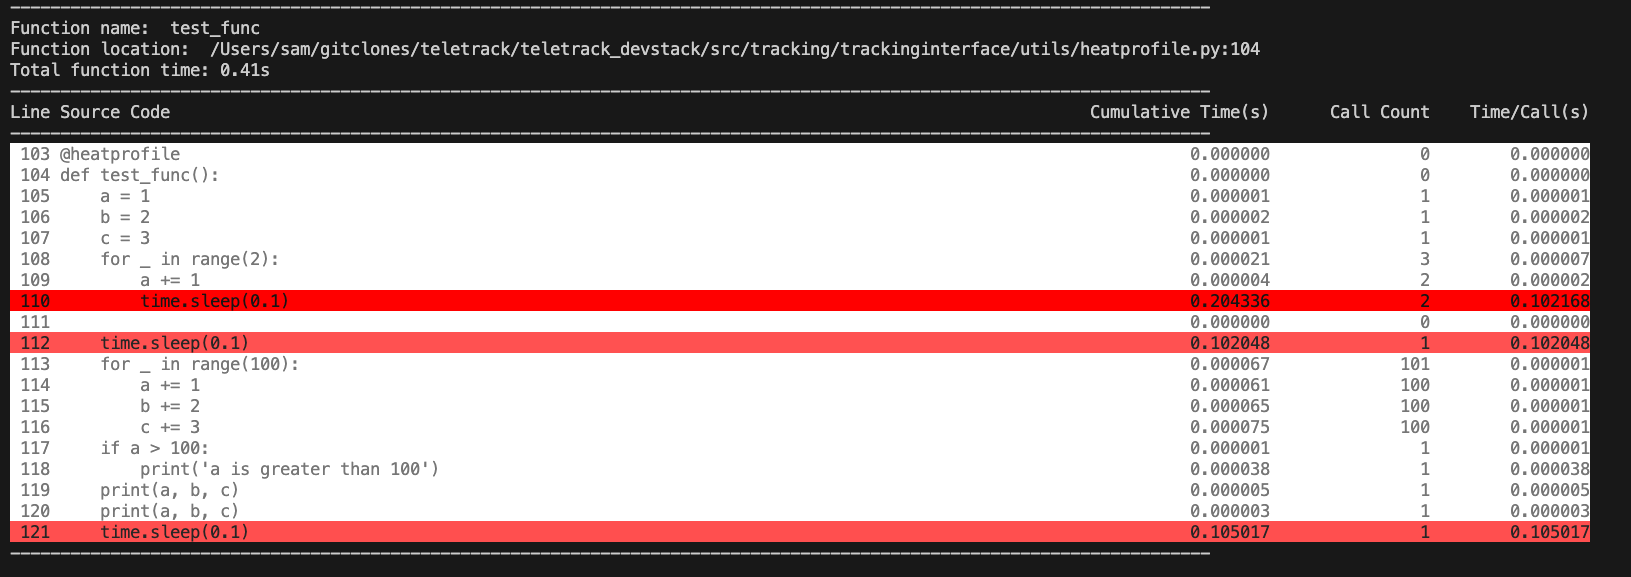 Function name:  test_func
Function location:  /Users/sam/gitclones/teletrack/teletrack_devstack/src/tracking/trackinginterface/utils/heatprofile.py:104
Total function time: 0.41s
Line Source Code Cumulative Time(s) Call Count Time/Call(s)
103 @heatprofile 0.000000 0 0.000000
104 def test_func(): 0.000000 0 0.000000
105     a = 1 0.000001 1 0.000001
106     b = 2 0.000002 1 0.000002
107     c = 3 0.000001 1 0.000001
108     for _ in range(2): 0.000021 3 0.000007
109         a += 1 0.000004 2 0.000002
110         time.sleep(0.1) 0.204336 2 0.102168
111 0.000000 0 0.000000
112     time.sleep(0.1) 0.102048 1 0.102048
113     for _ in range(100): 0.000067 101 0.000001
114         a += 1 0.000061 100 0.000001
115         b += 2 0.000065 100 0.000001
116         c += 3 0.000075 100 0.000001
117     if a > 100: 0.000001 1 0.000001
118         print('a is greater than 100') 0.000038 1 0.000038
119     print(a, b, c) 0.000005 1 0.000005
120     print(a, b, c) 0.000003 1 0.000003
121     time.sleep(0.1) 0.105017 1 0.105017